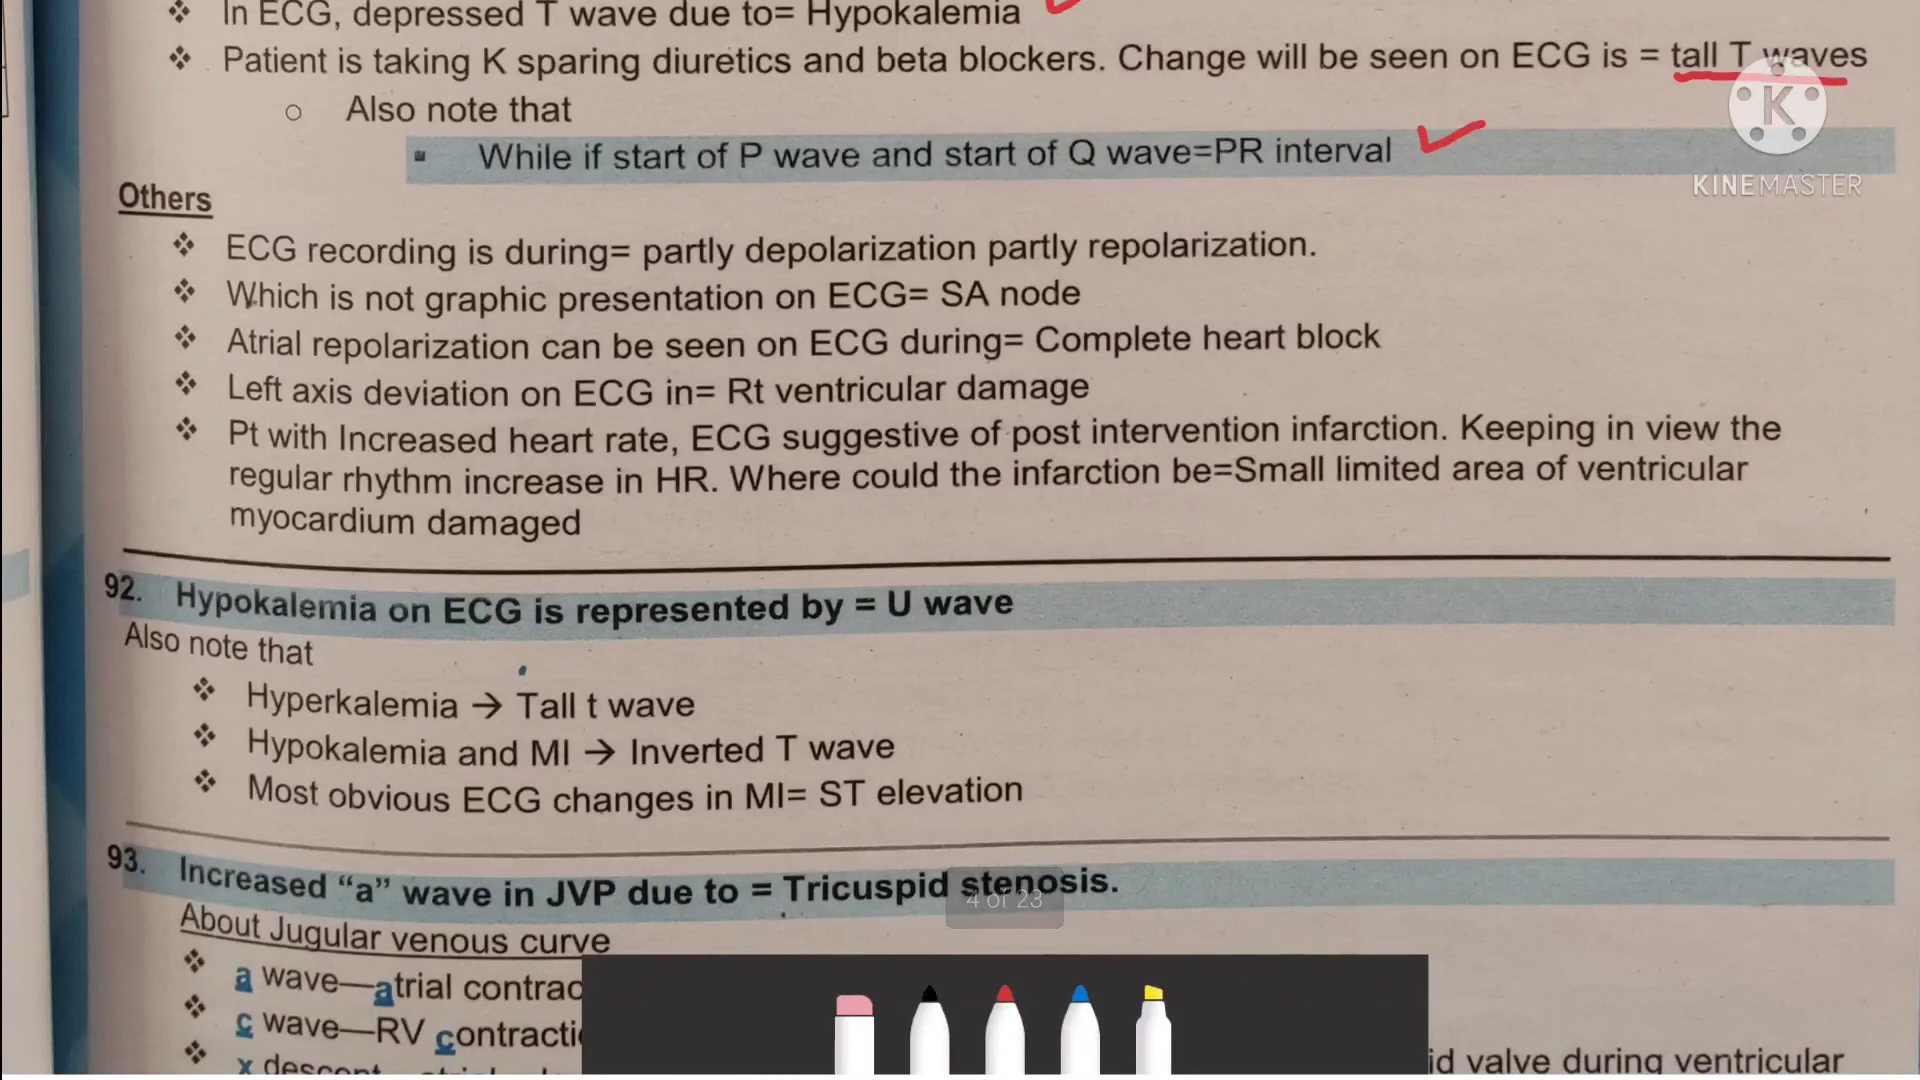 ❖ In ECG, depressed T wave due to= Hypokalemia
❖ Patient is taking K sparing diuretics and beta blockers. Change will be seen on ECG is = tall T waves
o Also note that
▪ While if start of P wave and start of Q wave=PR interval
K
KINEMASTER
Others
❖ ECG recording is during= partly depolarization partly repolarization.
❖ Which is not graphic presentation on ECG= SA node
❖ Atrial repolarization can be seen on ECG during= Complete heart block
❖ Left axis deviation on ECG in= Rt ventricular damage
❖ Pt with Increased heart rate, ECG suggestive of post intervention infarction. Keeping in view the
regular rhythm increase in HR. Where could the infarction be=Small limited area of ventricular
myocardium damaged
92. Hypokalemia on ECG is represented by = U wave
Also note that
❖ Hyperkalemia → Tall t wave
❖ Hypokalemia and MI → Inverted T wave
❖ Most obvious ECG changes in MI= ST elevation
93. Increased “a” wave in JVP due to = Tricuspid stenosis.
4 of 23
About Jugular venous curve
❖ a wave—atrial contrac
❖ c wave—RV contracti
❖ x descent
id valve during ventricular